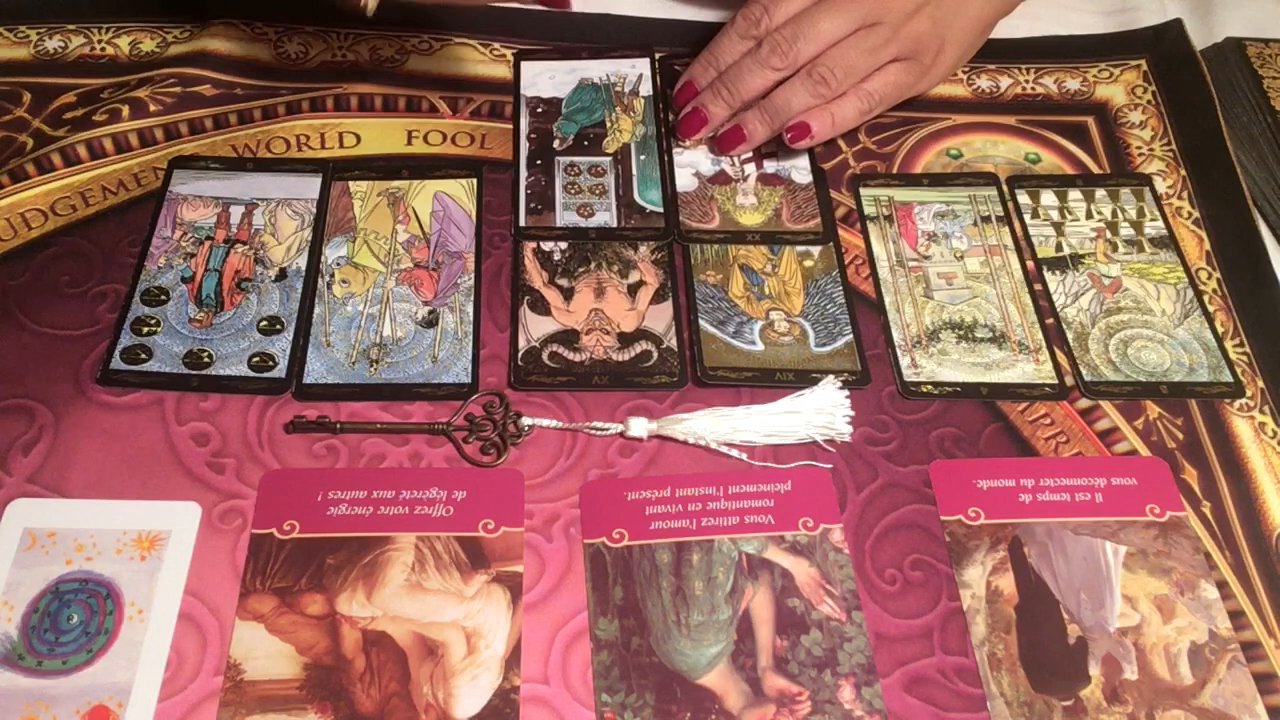 UDGEMEN WORLD FOOL
XX
XV
XIV
Offrez votre énergie
de légèreté aux autres !
Vous attirez l'amour
romantique en vivant
pleinement l'instant présent.
Il est temps de
vous déconnecter du monde.